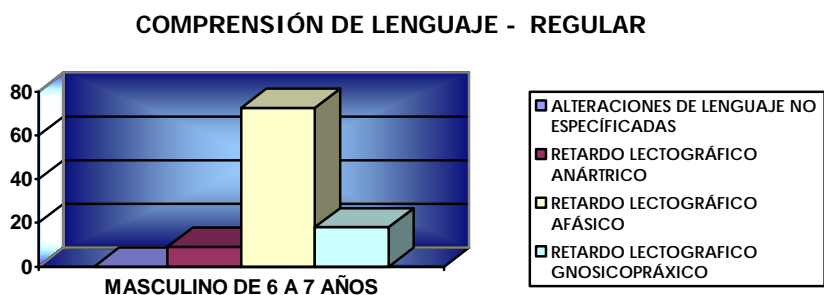 COMPRENSIÓN DE LENGUAJE - REGULAR
80
60
40
20
0
MASCULINO DE 6 A 7 AÑOS
ALTERACIONES DE LENGUAJE NO
ESPECÍFICADAS
RETARDO LECTOGRÁFICO
ANÁRTRICO
RETARDO LECTOGRÁFICO
AFÁSICO
RETARDO LECTOGRAFICO
GNOSICOPRÁXICO